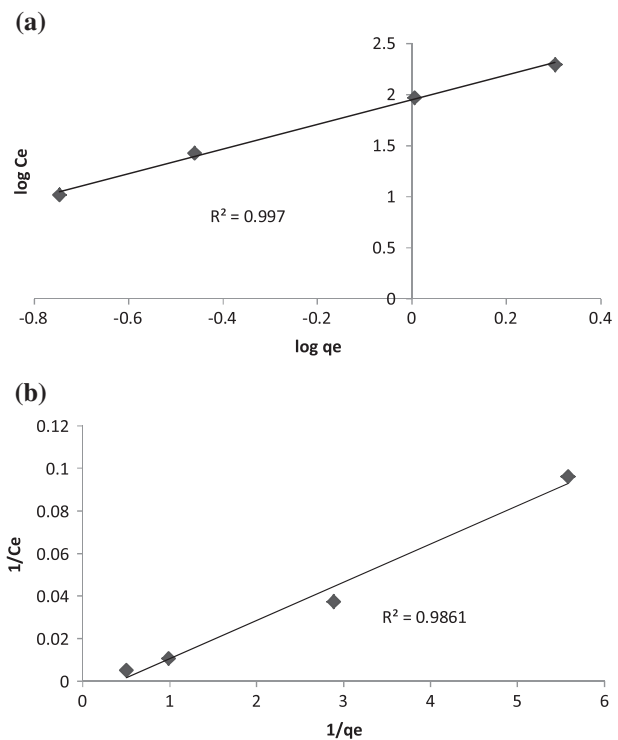 (a)
2.5
2
1.5
1
0.5
0
log Ce
R² = 0.997
-0.8 -0.6 -0.4 -0.2 0 0.2 0.4
log qe
(b)
0.12
0.1
0.08
0.06
0.04
0.02
0
1/Ce
R² = 0.9861
0 1 2 3 4 5 6
1/qe